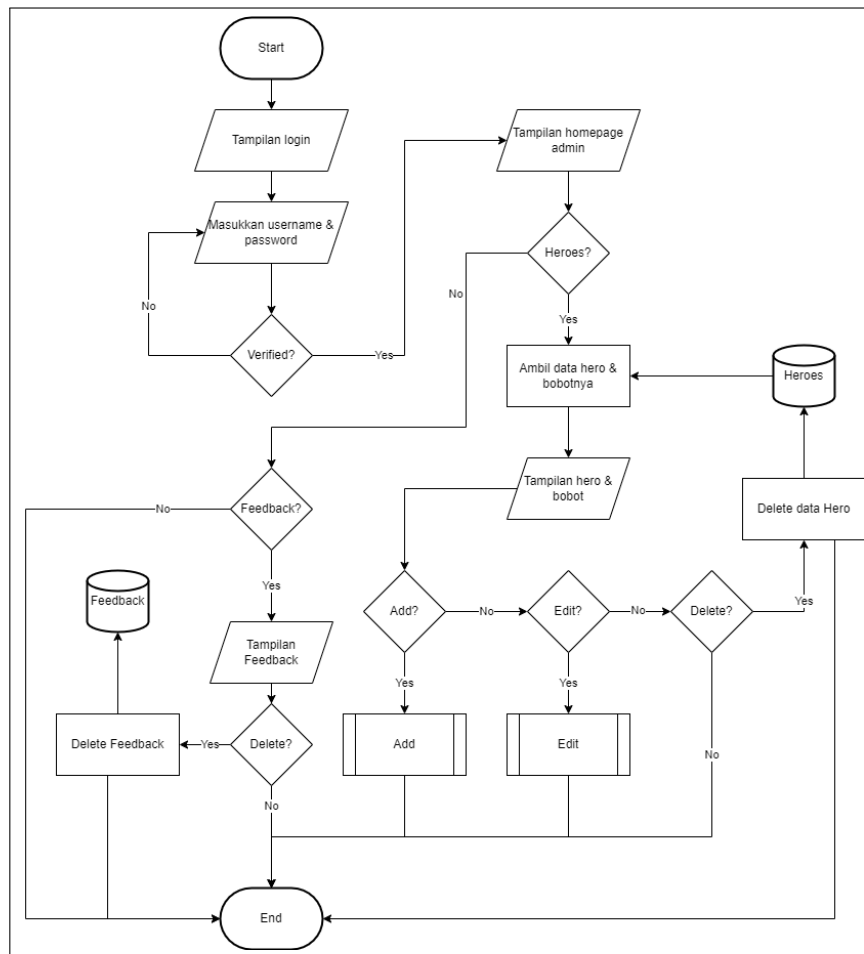 Start
Tampilan login
Masukkan username &
password
No
Verified?
Yes
Tampilan homepage
admin
Heroes?
No
Yes
Ambil data hero &
bobotnya
Heroes
Tampilan hero &
bobot
Delete data Hero
Feedback?
No
Yes
Feedback
Tampilan
Feedback
Add?
No
Edit?
No
Delete?
Yes
Yes
Yes
No
Delete Feedback
Yes
Delete?
No
Add
Edit
End